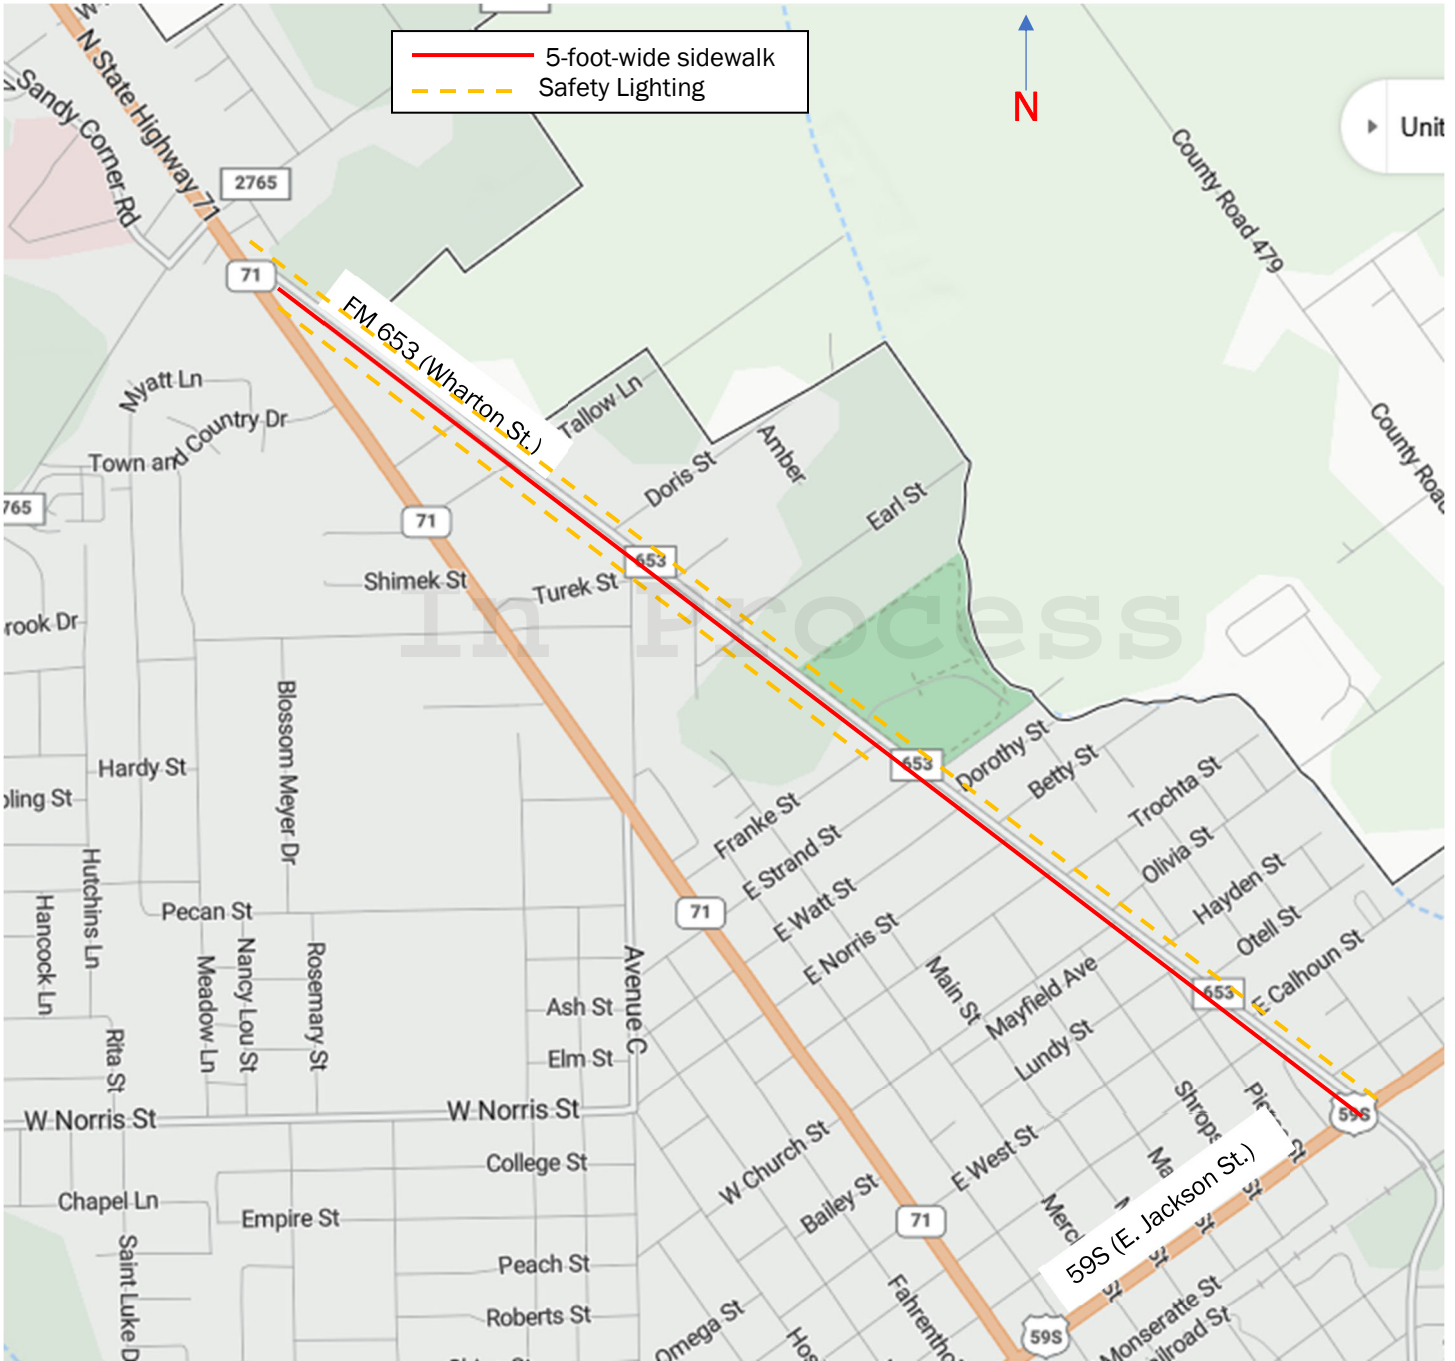 5-foot-wide sidewalk
Safety Lighting
N
Unit
N State Highway 71
Sandy Corner Rd
2765
71
County Road 479
County Road
FM 653 (Wharton St.)
Myatt Ln
Town and Country Dr
Tallow Ln
Amber
Doris St
Earl St
765
71
653
Shimek St
Turek St
In Process
rook Dr
Blossom Meyer Dr
Hardy St
653
Dorothy St
Betty St
Trochta St
Franke St
E Strand St
Olivia St
Hutchins Ln
Hancock Ln
Pecan St
71
E Watt St
Hayden St
E Norris St
Otell St
E Calhoun St
Nancy Lou St
Meadow Ln
Rosemary St
Avenue C
Main St
Mayfield Ave
653
Ash St
Lundy St
Rita St
Elm St
W Norris St
W Norris St
59S
College St
W Church St
E West St
Chapel Ln
Bailey St
59S (E. Jackson St.)
Empire St
71
Saint Luke D
Peach St
Roberts St
Omega St
59S
Monseratte St